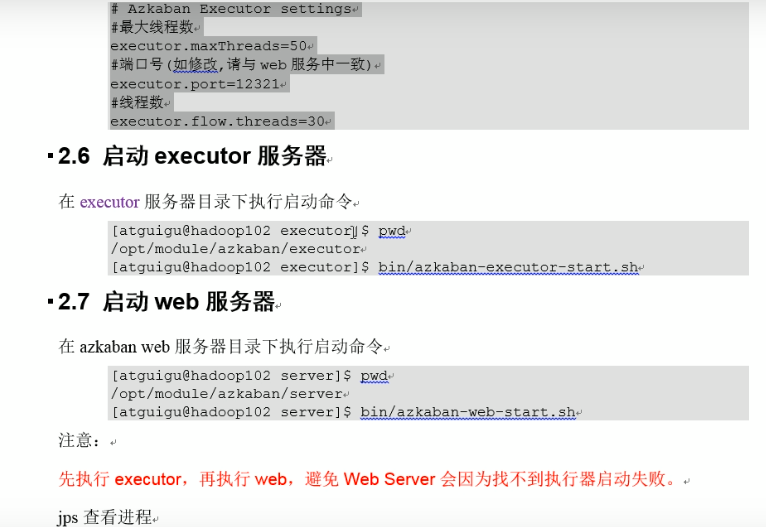 # Azkaban Executor settings
#最大线程数
executor.maxThreads=50
#端口号(如修改,请与 web 服务中一致)
executor.port=12321
#线程数
executor.flow.threads=30
2.6 启动 executor 服务器
在 executor 服务器目录下执行启动命令
[atguigu@hadoop102 executor]$ pwd
/opt/module/azkaban/executor
[atguigu@hadoop102 executor]$ bin/azkaban-executor-start.sh
2.7 启动 web 服务器
在 azkaban web 服务器目录下执行启动命令
[atguigu@hadoop102 server]$ pwd
/opt/module/azkaban/server
[atguigu@hadoop102 server]$ bin/azkaban-web-start.sh
注意：
先执行 executor，再执行 web，避免 Web Server 会因为找不到执行器启动失败。
jps 查看进程